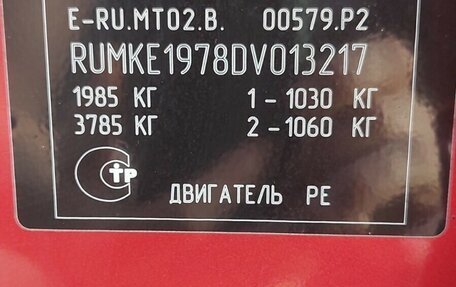 E-RU.MT02.B. 00579.P2
RUMKE1978DV013217
1985 КГ 1 - 1030 КГ
3785 КГ 2 - 1060 КГ
ДВИГАТЕЛЬ PE